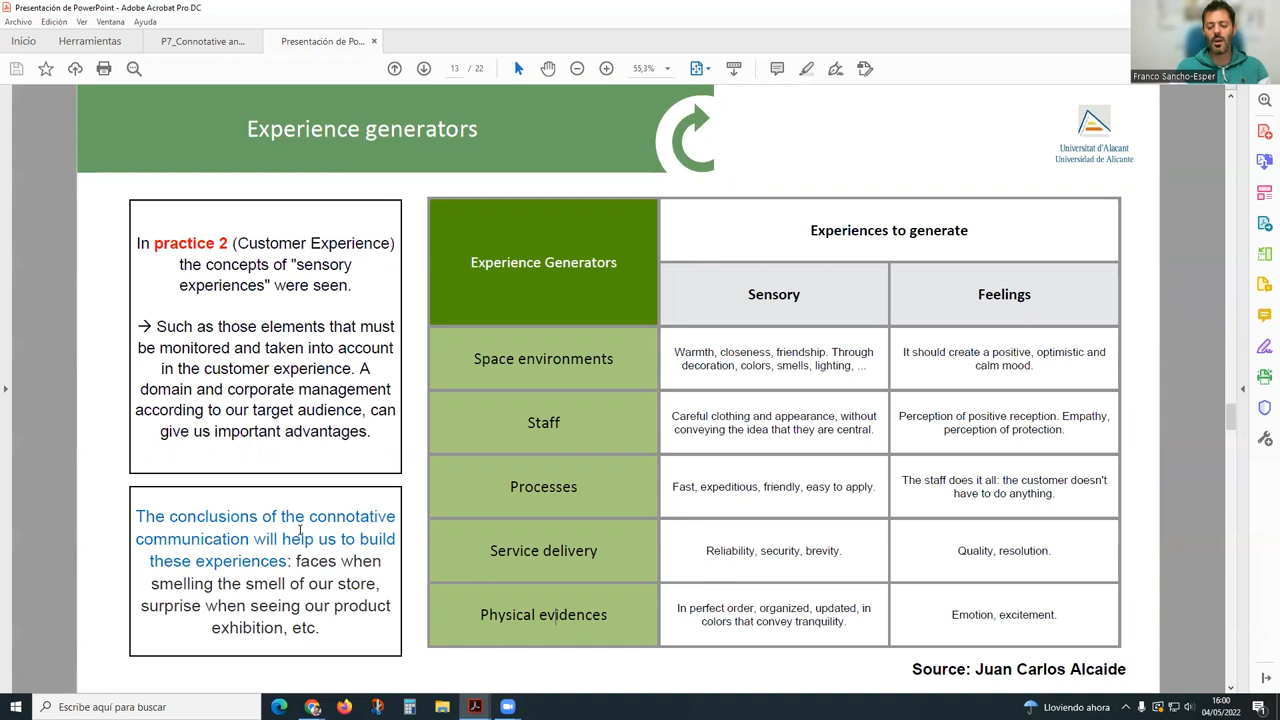 Presentación de PowerPoint - Adobe Acrobat Pro DC
Archivo Edición Ver Ventana Ayuda
Inicio Herramientas P7_Connotative an... Presentación de Po... ×
13 / 22 55,3%
Franco Sancho-Esper
Experience generators
Universitat d'Alacant
Universidad de Alicante
In practice 2 (Customer Experience)
the concepts of "sensory
experiences" were seen.
→ Such as those elements that must
be monitored and taken into account
in the customer experience. A
domain and corporate management
according to our target audience, can
give us important advantages.
The conclusions of the connotative
communication will help us to build
these experiences: faces when
smelling the smell of our store,
surprise when seeing our product
exhibition, etc.
Experience Generators
Experiences to generate
Sensory
Feelings
Space environments
Warmth, closeness, friendship. Through
decoration, colors, smells, lighting, ...
It should create a positive, optimistic and
calm mood.
Staff
Careful clothing and appearance, without
conveying the idea that they are central.
Perception of positive reception. Empathy,
perception of protection.
Processes
Fast, expeditious, friendly, easy to apply.
The staff does it all: the customer doesn't
have to do anything.
Service delivery
Reliability, security, brevity.
Quality, resolution.
Physical evidences
In perfect order, organized, updated, in
colors that convey tranquility.
Emotion, excitement.
Source: Juan Carlos Alcaide
Escribe aquí para buscar
Lloviendo ahora
16:00
04/05/2022